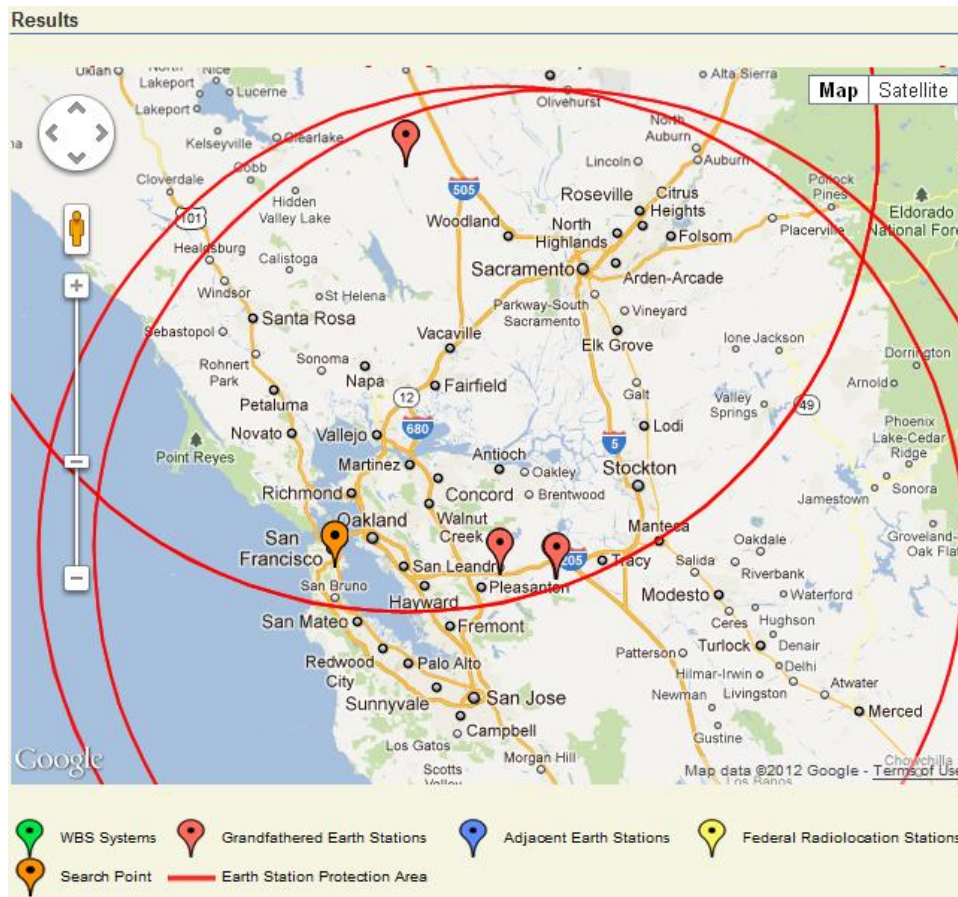 Results
Ukiah
North
Nice
Lucerne
Lakeport
Lakeport
Kelseyville
Clearlake
Cobb
Cloverdale
Hidden
Valley Lake
101
Healdsburg
Calistoga
Windsor
St Helena
Santa Rosa
Sebastopol
Rohnert
Park
Sonoma
Napa
Petaluma
Novato
Point Reyes
Olivehurst
Alta Sierra
Map
Satellite
North
Auburn
Lincoln
Auburn
505
Woodland
Roseville
Citrus
Heights
North
Highlands
Folsom
Pollock
Pines
Placerville
Eldorado
National Fore
Sacramento
Arden-Arcade
Parkway-South
Sacramento
Vineyard
Vacaville
Elk Grove
Ione
Jackson
Dorrington
Fairfield
Galt
Arnold
Valley
Springs
49
12
680
Vallejo
5
Lodi
Phoenix
Lake-Cedar
Ridge
Martinez
Antioch
Oakley
Stockton
Sonora
Richmond
Concord
Brentwood
Jamestown
Oakland
Walnut
Creek
Manteca
Groveland-
Oak Flat
San
Francisco
San Leandro
205
Tracy
Oakdale
Salida
Riverbank
San Bruno
Hayward
Pleasanton
Modesto
Waterford
San Mateo
Fremont
Ceres
Hughson
Turlock
Denair
Redwood
City
Palo Alto
Patterson
Delhi
Hilmar-Irwin
Livingston
Atwater
Sunnyvale
San Jose
Newman
Merced
Campbell
Gustine
Los Gatos
Google
Morgan Hill
Scotts
Valley
Chowchilla
Map data ©2012 Google - Terms of Use
Los Banos
WBS Systems
Grandfathered Earth Stations
Adjacent Earth Stations
Federal Radiolocation Stations
Search Point
Earth Station Protection Area